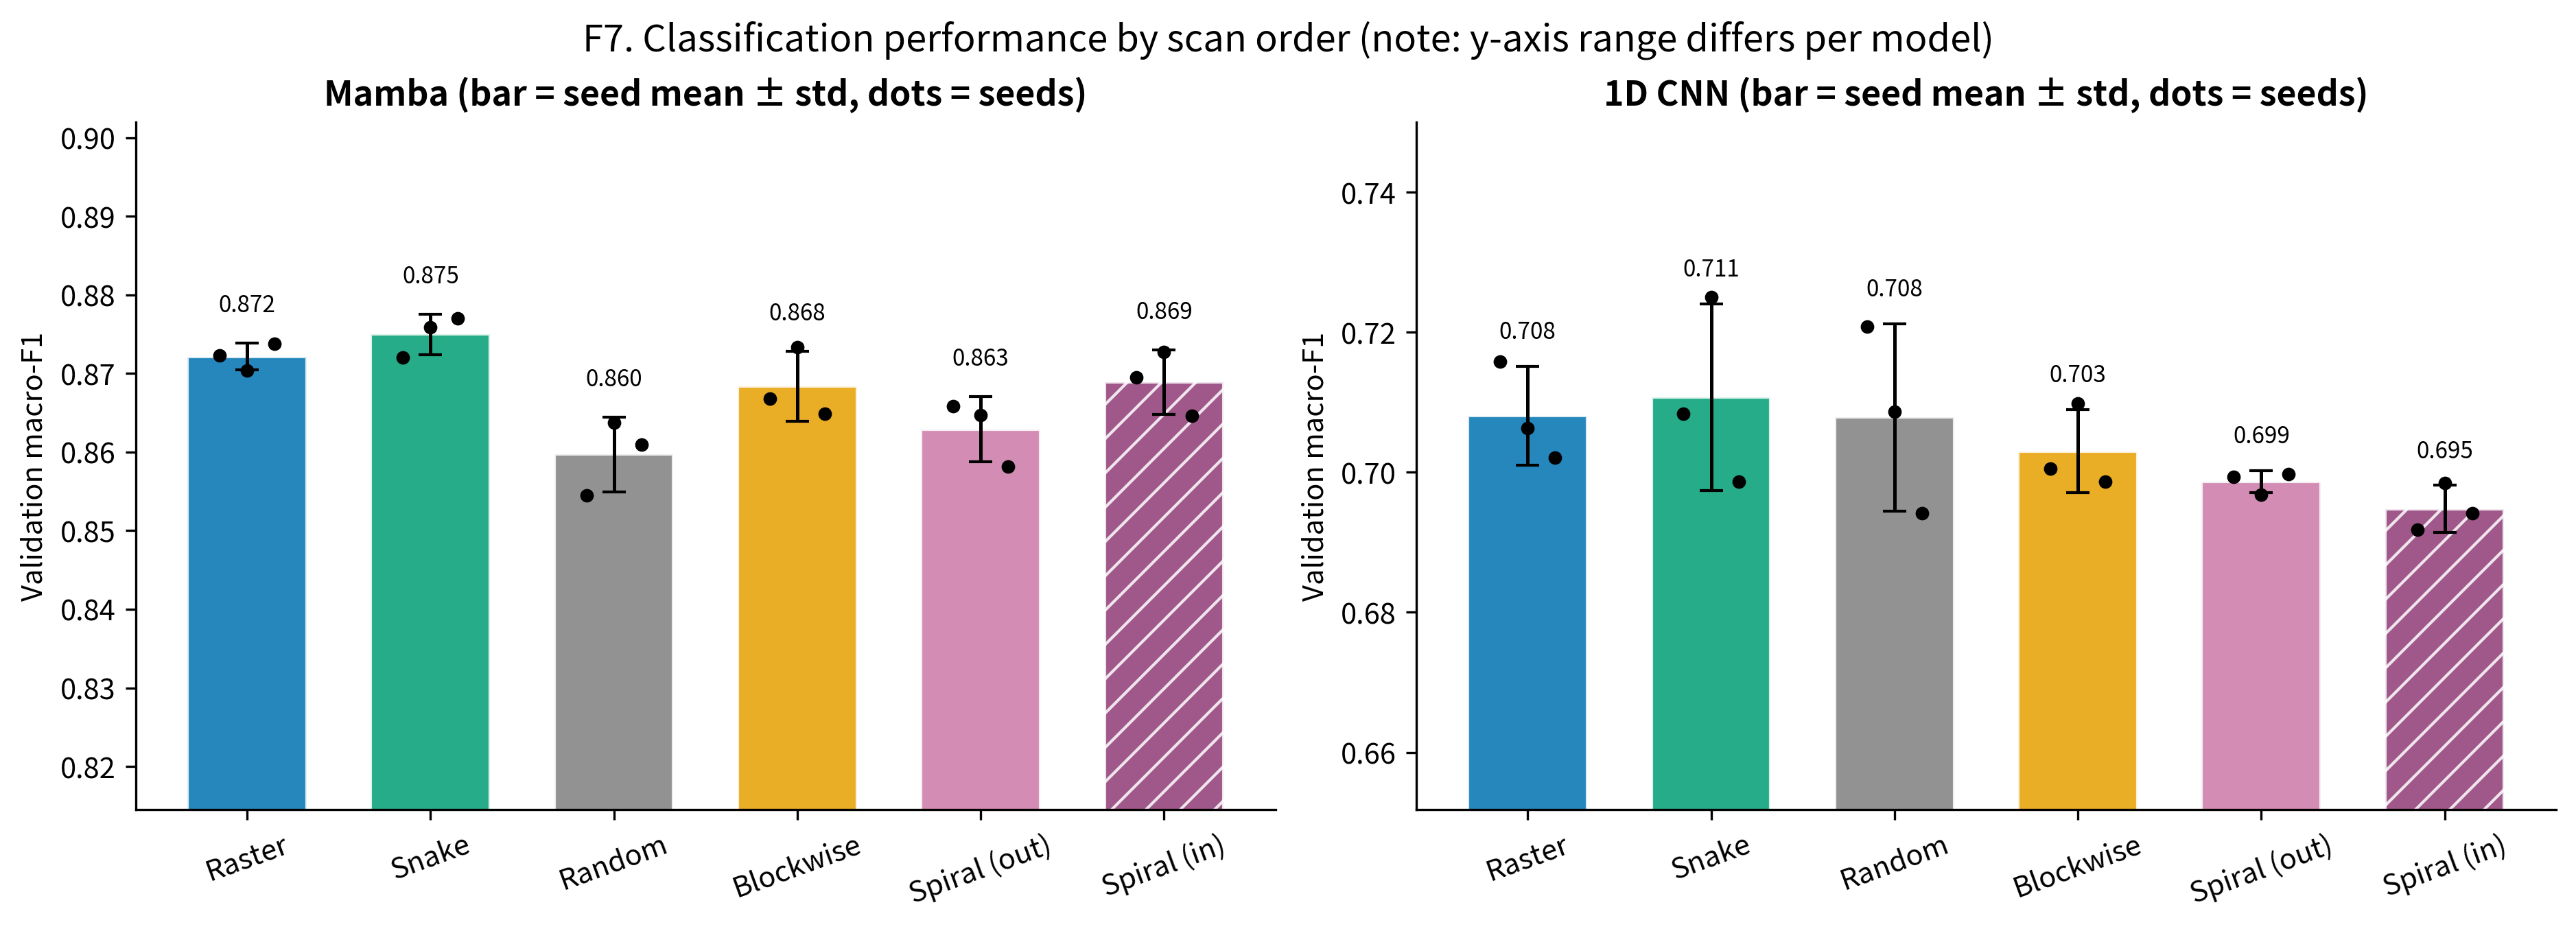 F7. Classification performance by scan order (note: y-axis range differs per model)
Mamba (bar = seed mean ± std, dots = seeds)
Validation macro-F1
0.90
0.89
0.88
0.87
0.86
0.85
0.84
0.83
0.82
0.872
0.875
0.860
0.868
0.863
0.869
Raster
Snake
Random
Blockwise
Spiral (out)
Spiral (in)
1D CNN (bar = seed mean ± std, dots = seeds)
Validation macro-F1
0.74
0.72
0.70
0.68
0.66
0.708
0.711
0.708
0.703
0.699
0.695
Raster
Snake
Random
Blockwise
Spiral (out)
Spiral (in)